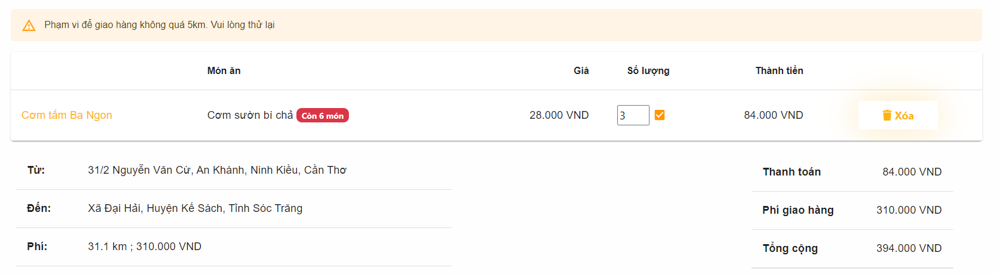 Phạm vi để giao hàng không quá 5km. Vui lòng thử lại
Món ăn Giá Số lượng Thành tiền
Cơm tấm Ba Ngon Cơm sườn bì chả Còn 6 món 28.000 VND 3 84.000 VND Xóa
Từ: 31/2 Nguyễn Văn Cừ, An Khánh, Ninh Kiều, Cần Thơ
Đến: Xã Đại Hải, Huyện Kế Sách, Tỉnh Sóc Trăng
Phí: 31.1 km ; 310.000 VND
Thanh toán 84.000 VND
Phí giao hàng 310.000 VND
Tổng cộng 394.000 VND